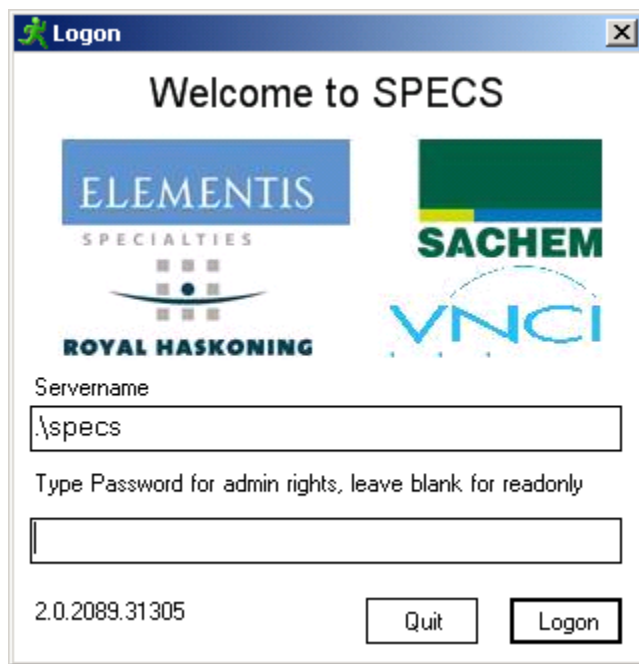 Logon
Welcome to SPECS
ELEMENTIS
SPECIALTIES
SACHEM
ROYAL HASKONING
VNCI
Servername
.\specs
Type Password for admin rights, leave blank for readonly
2.0.2089.31305
Quit
Logon